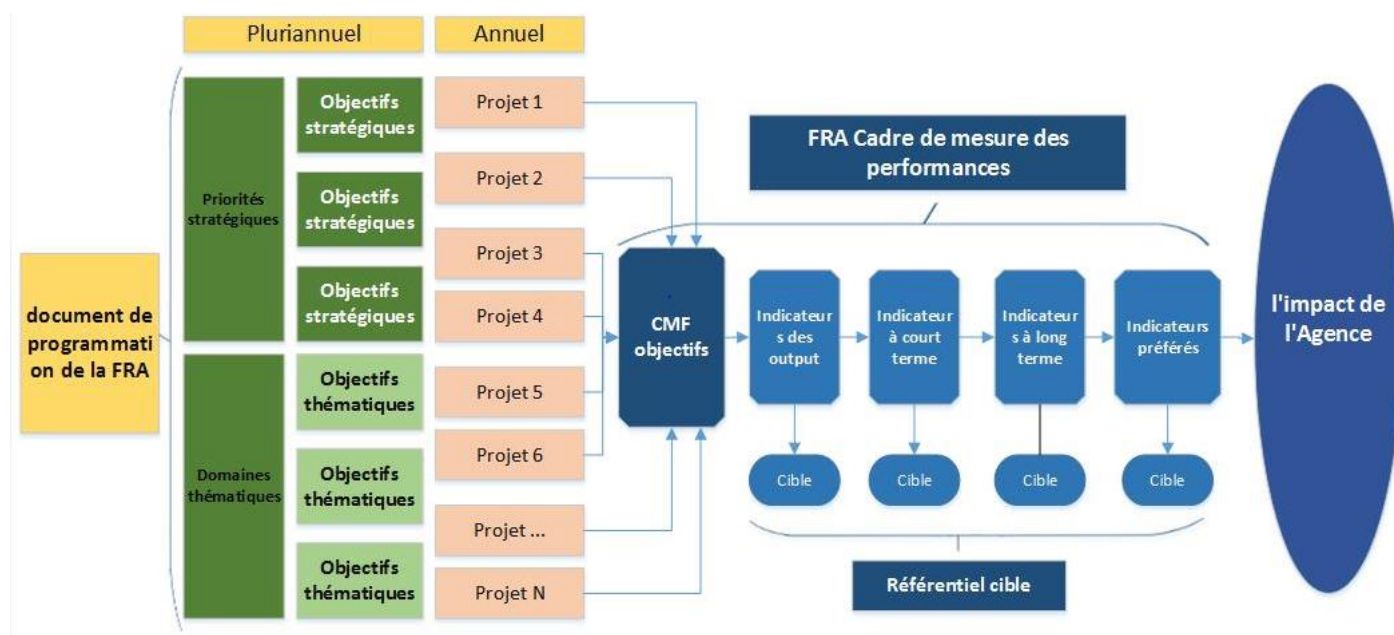 Pluriannuel
Annuel
document de
programmati
on de la FRA
Priorités
stratégiques
Domaines
thématiques
Objectifs
stratégiques
Objectifs
stratégiques
Objectifs
stratégiques
Objectifs
thématiques
Objectifs
thématiques
Objectifs
thématiques
Projet 1
Projet 2
Projet 3
Projet 4
Projet 5
Projet 6
Projet ...
Projet N
FRA Cadre de mesure des
performances
.
CMF
objectifs
Indicateur
s des
output
Indicateur
à court
terme
Indicateur
s à long
terme
Indicateurs
préférés
Cible
Cible
Cible
Cible
Référentiel cible
l'impact de
l'Agence